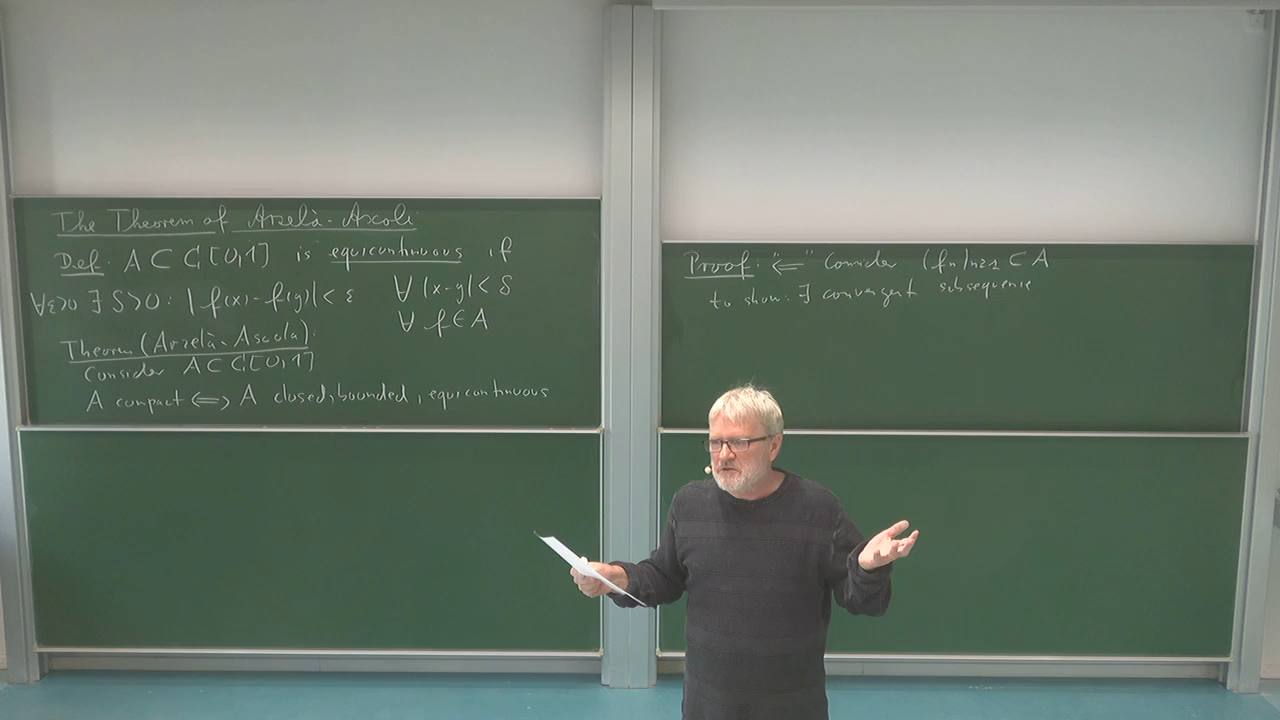 The Theorem of Arzelà-Ascoli
Def. A ⊂ C[0,1] is equicontinuous if
∀ε>0 ∃ δ>0: |f(x)-f(y)|< ε ∀ |x-y|< δ
∀ f∈A
Theorem (Arzelà-Ascola):
Consider A⊂C[0,1]
A compact ⟺ A closed, bounded, equicontinuous
Proof: "⟸" Consider (fn)n≥1 ⊂ A
to show: ∃ convergent subsequence